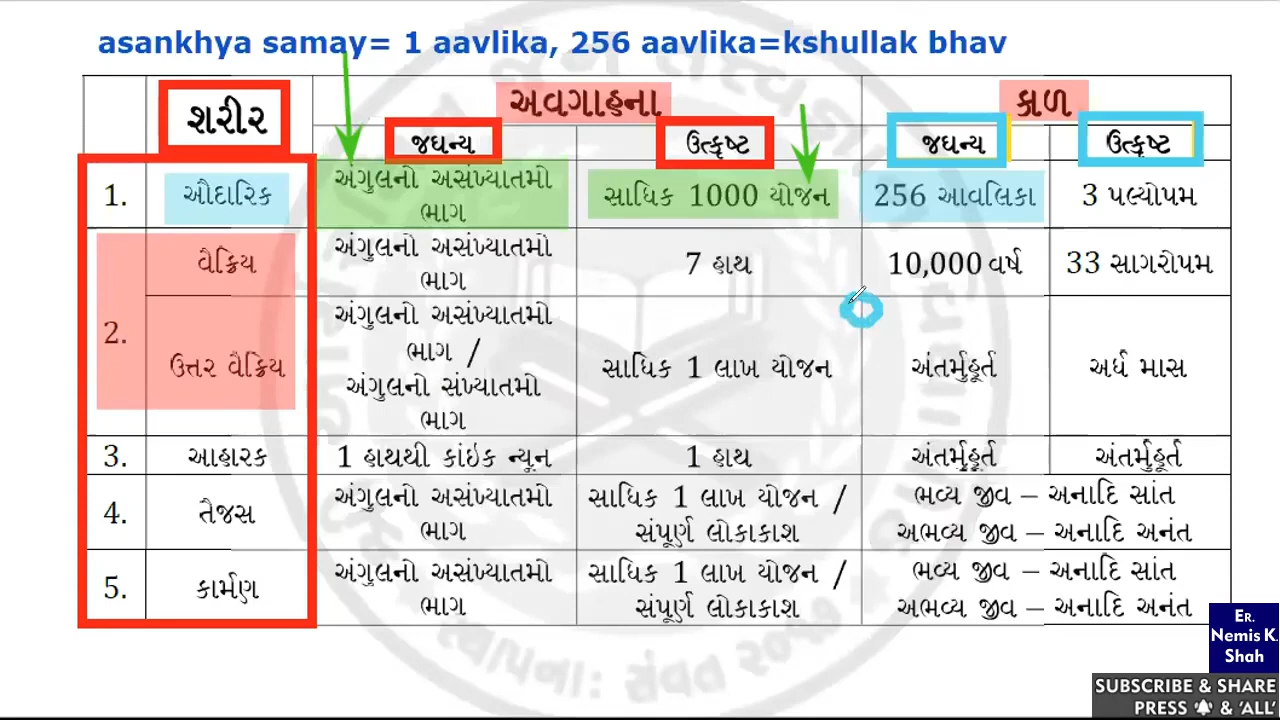 asankhya samay= 1 aavlika, 256 aavlika=kshullak bhav
શરીર અવગાહના કાળ
જઘન્ય ઉત્કૃષ્ટ જઘન્ય ઉત્કૃષ્ટ
1. ઔદારિક અંગુલનો અસંખ્યાતમો ભાગ સાધિક 1000 યોજન 256 આવલિકા 3 પલ્યોપમ
વૈક્રિય અંગુલનો અસંખ્યાતમો ભાગ 7 હાથ 10,000 વર્ષ 33 સાગરોપમ
2. ઉત્તર વૈક્રિય અંગુલનો અસંખ્યાતમો ભાગ / અંગુલનો સંખ્યાતમો ભાગ સાધિક 1 લાખ યોજન અંતર્મુહૂર્ત અર્ધ માસ
3. આહારક 1 હાથથી કાંઇક ન્યૂન 1 હાથ અંતર્મુહૂર્ત અંતર્મુહૂર્ત
4. તૈજસ અંગુલનો અસંખ્યાતમો ભાગ સાધિક 1 લાખ યોજન / સંપૂર્ણ લોકાકાશ ભવ્ય જીવ – અનાદિ સાંત
અભવ્ય જીવ – અનાદિ અનંત
5. કાર્મણ અંગુલનો અસંખ્યાતમો ભાગ સાધિક 1 લાખ યોજન / સંપૂર્ણ લોકાકાશ ભવ્ય જીવ – અનાદિ સાંત
અભવ્ય જીવ – અનાદિ અનંત
ER.
Nemis K.
Shah
SUBSCRIBE & SHARE
PRESS & 'ALL'